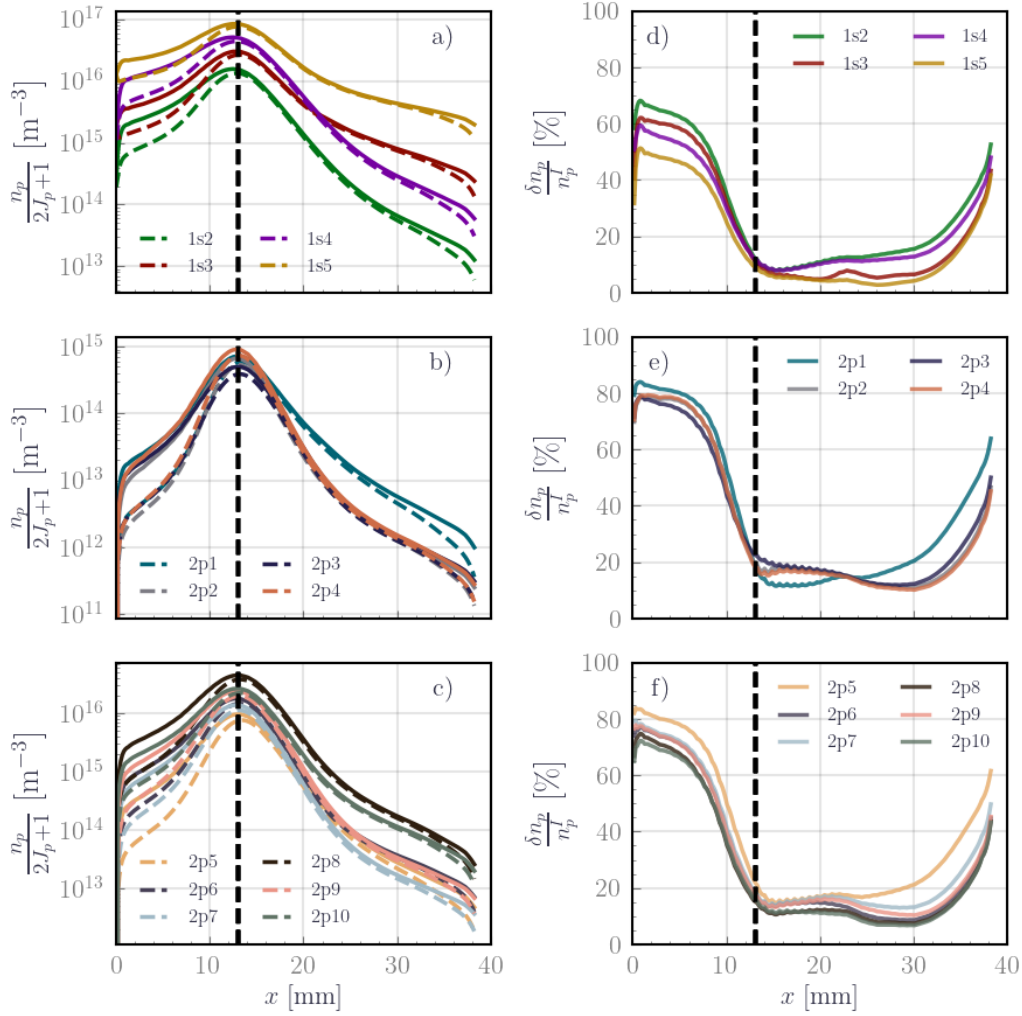 a)
10^17
10^16
10^15
10^14
10^13
n_p / 2J_p+1 [m^−3]
1s2 1s4
1s3 1s5
d)
1s2 1s4
1s3 1s5
100
80
60
40
20
0
δn_p / n_p^I [%]
b)
10^15
10^14
10^13
10^12
10^11
n_p / 2J_p+1 [m^−3]
2p1 2p3
2p2 2p4
e)
2p1 2p3
2p2 2p4
100
80
60
40
20
0
δn_p / n_p^I [%]
c)
10^16
10^15
10^14
10^13
n_p / 2J_p+1 [m^−3]
2p5 2p8
2p6 2p9
2p7 2p10
0 10 20 30 40
x [mm]
f)
2p5 2p8
2p6 2p9
2p7 2p10
100
80
60
40
20
0
δn_p / n_p^I [%]
0 10 20 30 40
x [mm]